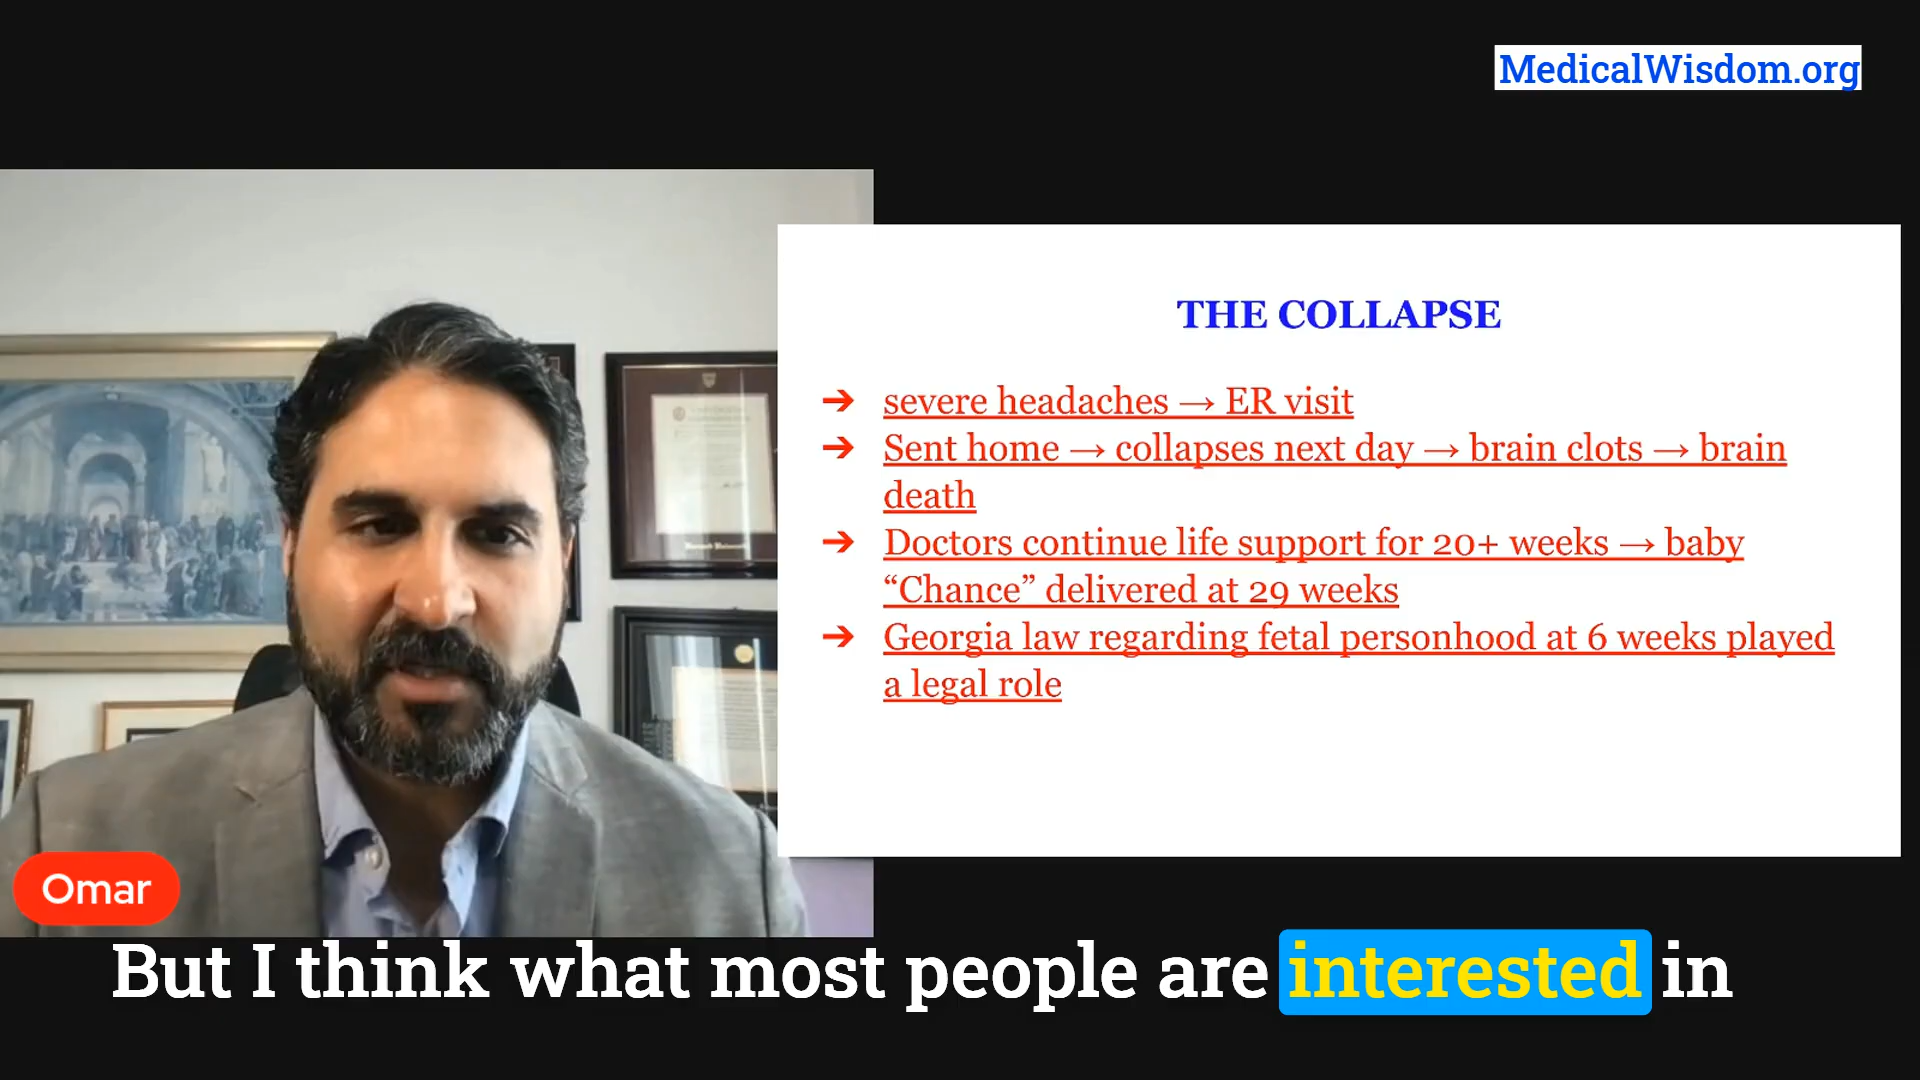 MedicalWisdom.org
THE COLLAPSE
➔ severe headaches → ER visit
➔ Sent home → collapses next day → brain clots → brain
death
➔ Doctors continue life support for 20+ weeks → baby
“Chance” delivered at 29 weeks
➔ Georgia law regarding fetal personhood at 6 weeks played
a legal role
Omar
But I think what most people are interested in